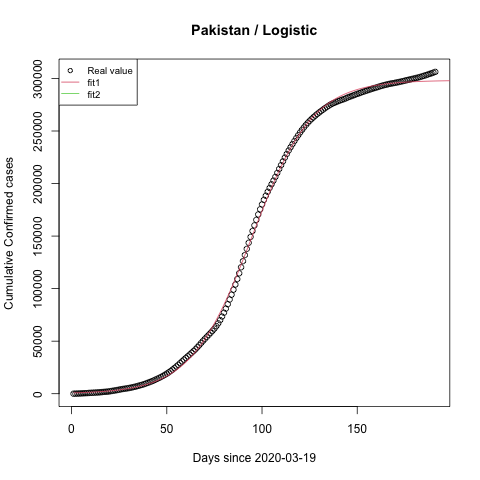 Pakistan / Logistic
Real value
fit1
fit2
300000
250000
200000
150000
100000
50000
0
Cumulative Confirmed cases
0 50 100 150
Days since 2020-03-19